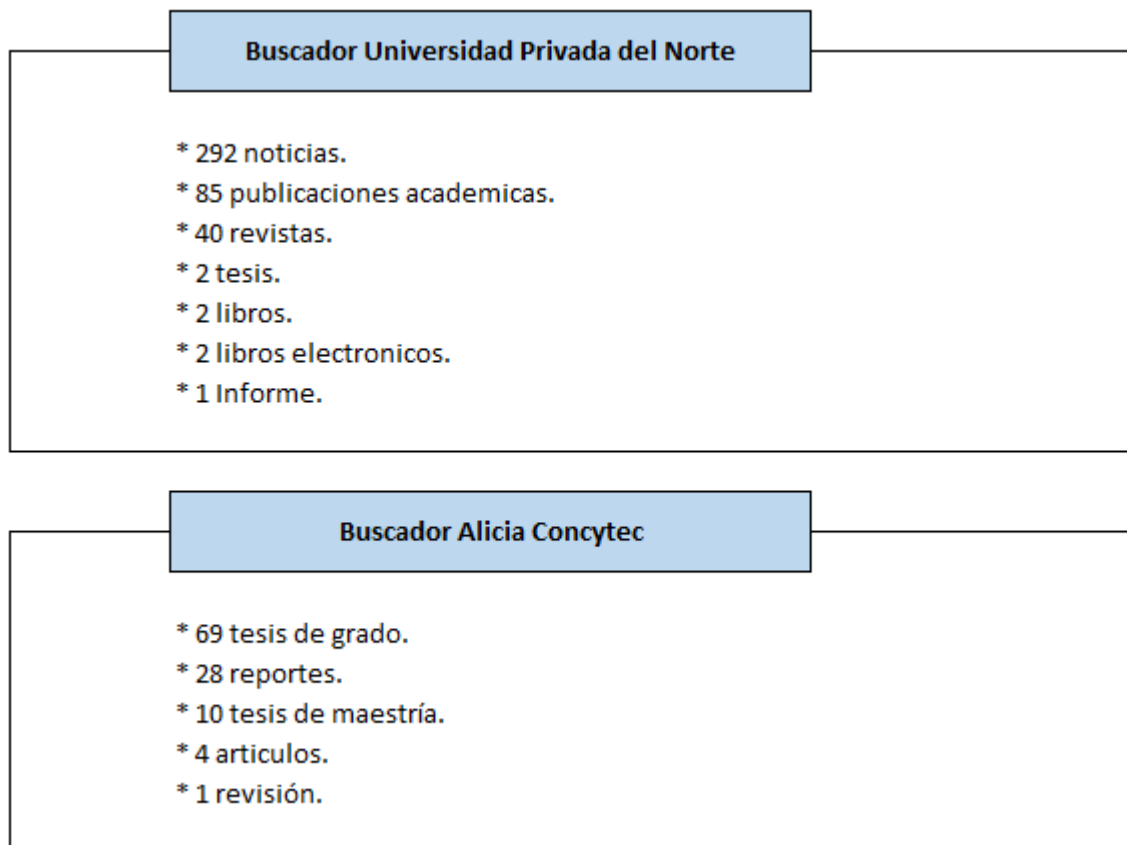 Buscador Universidad Privada del Norte
* 292 noticias.
* 85 publicaciones academicas.
* 40 revistas.
* 2 tesis.
* 2 libros.
* 2 libros electronicos.
* 1 Informe.
Buscador Alicia Concytec
* 69 tesis de grado.
* 28 reportes.
* 10 tesis de maestría.
* 4 articulos.
* 1 revisión.